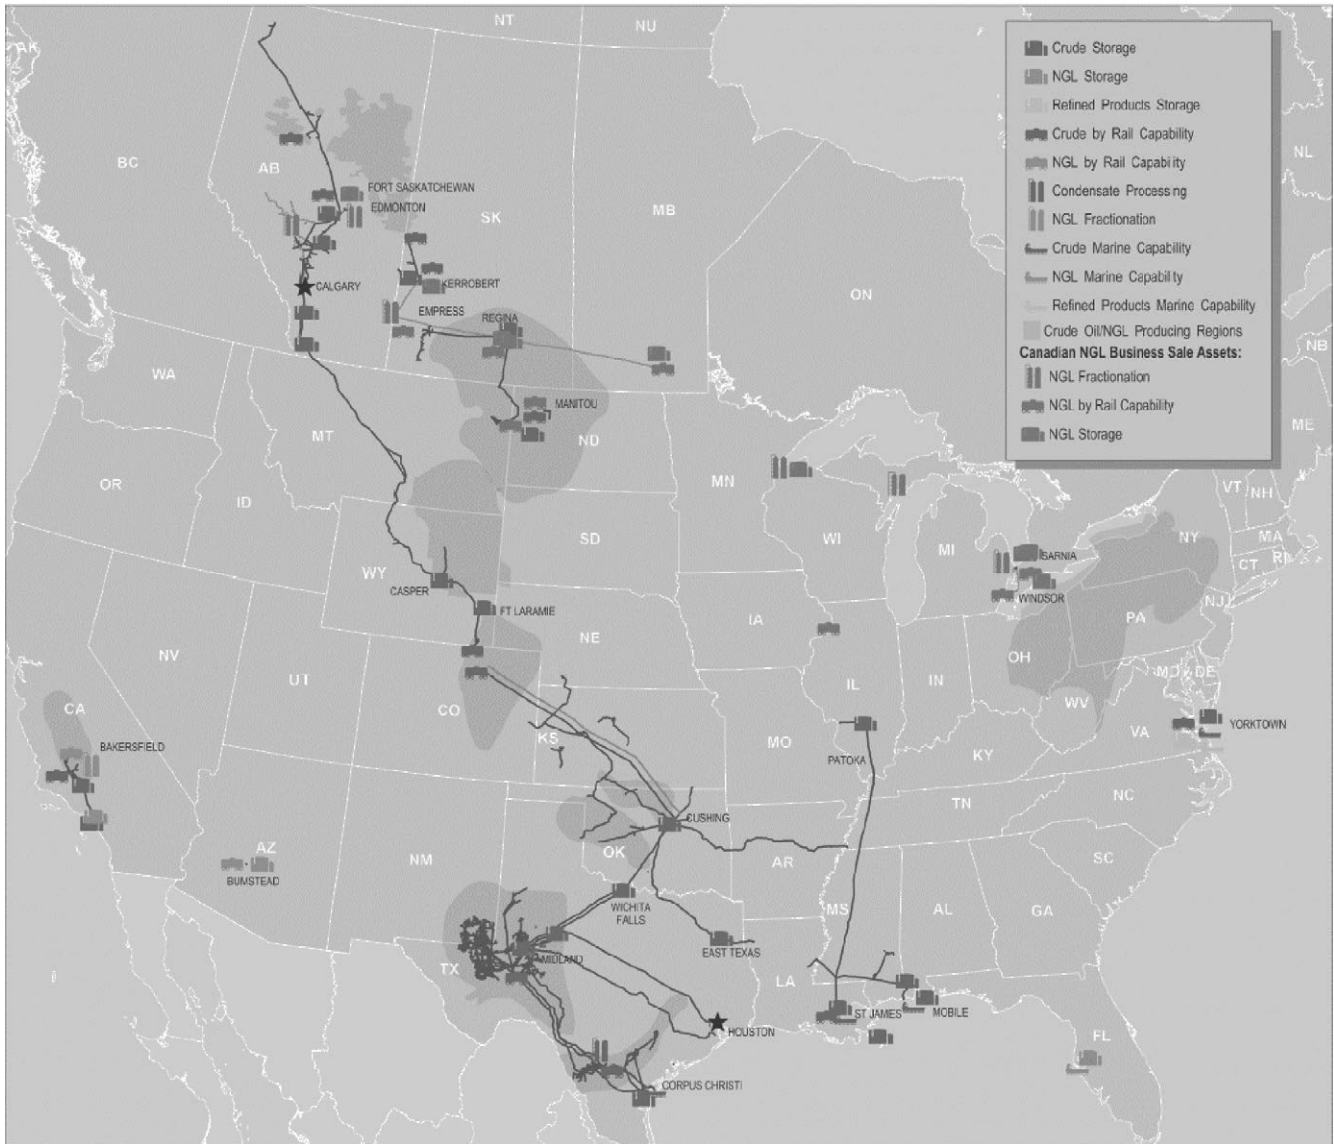 NT
NU
AK
BC
AB
SK
MB
ON
NL
NB
ME
FORT SASKATCHEWAN
EDMONTON
CALGARY
KERROBERT
EMPRESS
REGINA
MANITOU
WA
MT
ND
MN
OR
ID
SD
WI
MI
VT
NH
NY
MA
CT
RI
SARNIA
WINDSOR
WY
CASPER
FT LARAMIE
NE
IA
PA
NJ
OH
NV
UT
CO
IL
IN
MD
DE
WV
VA
CA
BAKERSFIELD
KS
MO
KY
PATOKA
YORKTOWN
TN
NC
CUSHING
AZ
BUMSTEAD
NM
OK
AR
SC
WICHITA
FALLS
MS
AL
GA
EAST TEXAS
TX
MIDLAND
LA
HOUSTON
ST JAMES
MOBILE
FL
CORPUS CHRISTI
Crude Storage
NGL Storage
Refined Products Storage
Crude by Rail Capability
NGL by Rail Capability
Condensate Processing
NGL Fractionation
Crude Marine Capability
NGL Marine Capability
Refined Products Marine Capability
Crude Oil/NGL Producing Regions
Canadian NGL Business Sale Assets:
NGL Fractionation
NGL by Rail Capability
NGL Storage